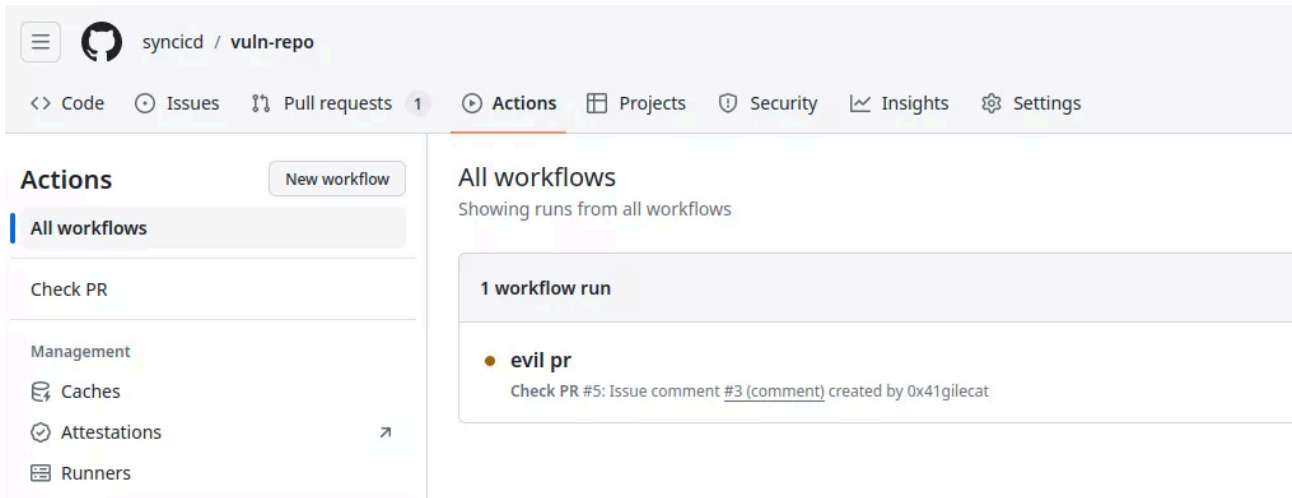 syncicd / vuln-repo
Code Issues Pull requests 1 Actions Projects Security Insights Settings
Actions New workflow
All workflows
Check PR
Management
Caches
Attestations
Runners
All workflows
Showing runs from all workflows
1 workflow run
evil pr
Check PR #5: Issue comment #3 (comment) created by 0x41gilecat